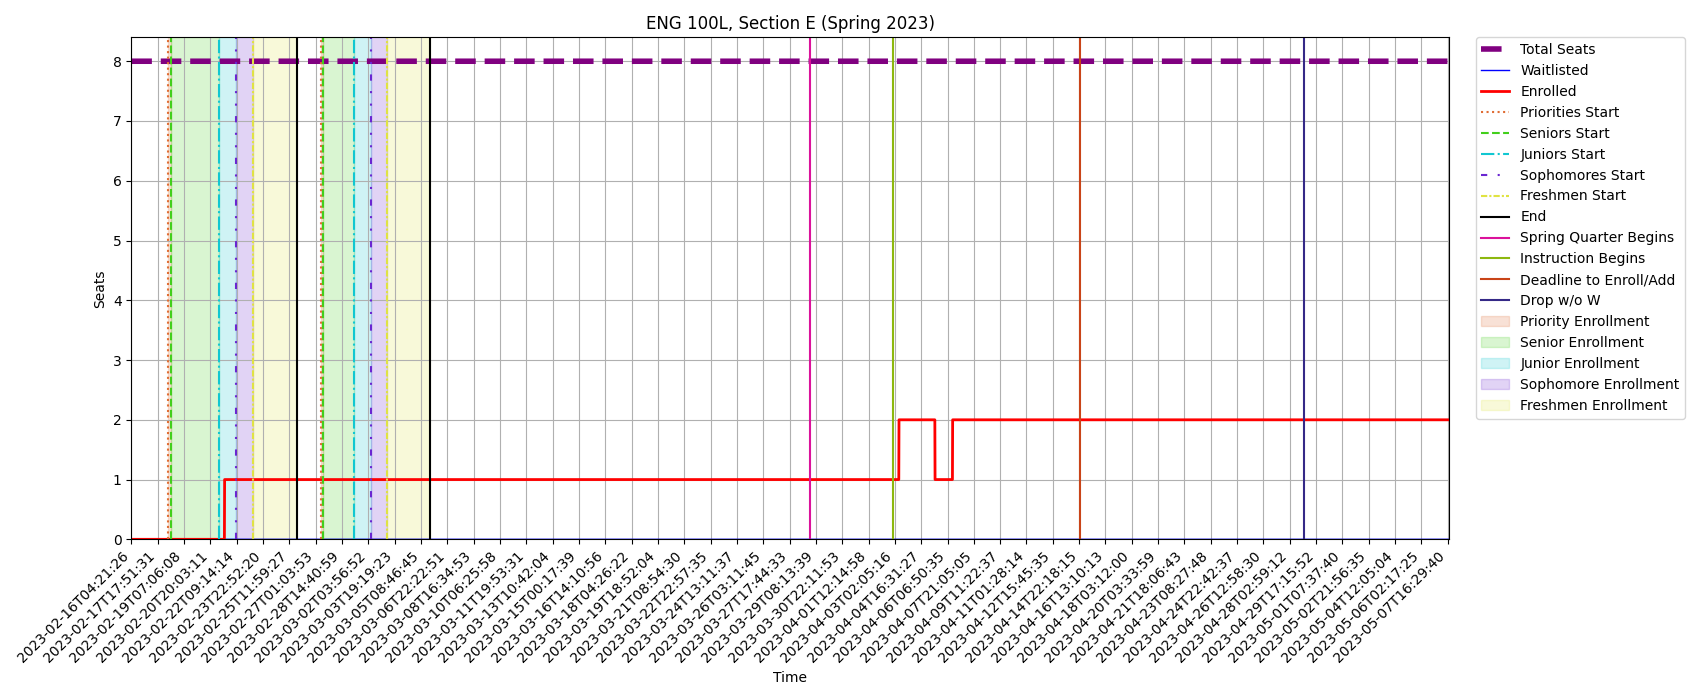 ENG 100L, Section E (Spring 2023)
Seats
8
7
6
5
4
3
2
1
0
2023-02-16T04:21:26
2023-02-17T17:51:31
2023-02-19T07:06:08
2023-02-20T20:03:11
2023-02-22T09:14:14
2023-02-23T22:52:20
2023-02-25T11:59:27
2023-02-27T01:03:53
2023-02-28T14:40:59
2023-03-02T03:56:52
2023-03-03T19:19:23
2023-03-05T08:46:45
2023-03-06T22:22:51
2023-03-08T16:34:53
2023-03-10T06:25:58
2023-03-11T19:53:31
2023-03-13T10:42:04
2023-03-15T00:17:39
2023-03-16T14:10:56
2023-03-18T04:26:22
2023-03-19T18:52:04
2023-03-21T08:54:30
2023-03-22T22:57:35
2023-03-24T13:11:37
2023-03-26T03:11:45
2023-03-27T17:44:33
2023-03-29T08:13:39
2023-03-30T22:11:53
2023-04-01T12:14:58
2023-04-03T02:05:16
2023-04-04T16:31:27
2023-04-06T06:50:35
2023-04-07T21:05:05
2023-04-09T11:22:37
2023-04-11T01:28:14
2023-04-12T15:45:35
2023-04-14T22:18:15
2023-04-16T13:10:13
2023-04-18T03:12:00
2023-04-20T03:33:59
2023-04-21T18:06:43
2023-04-23T08:27:48
2023-04-24T22:42:37
2023-04-26T12:58:30
2023-04-28T02:59:12
2023-04-29T17:15:52
2023-05-01T07:37:40
2023-05-02T21:56:35
2023-05-04T12:05:04
2023-05-06T02:17:25
2023-05-07T16:29:40
Time
Total Seats
Waitlisted
Enrolled
Priorities Start
Seniors Start
Juniors Start
Sophomores Start
Freshmen Start
End
Spring Quarter Begins
Instruction Begins
Deadline to Enroll/Add
Drop w/o W
Priority Enrollment
Senior Enrollment
Junior Enrollment
Sophomore Enrollment
Freshmen Enrollment